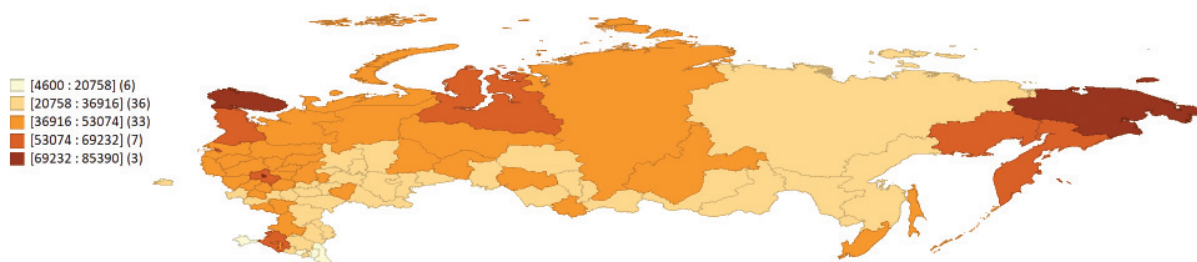 [4600 : 20758] (6)
[20758 : 36916] (36)
[36916 : 53074] (33)
[53074 : 69232] (7)
[69232 : 85390] (3)